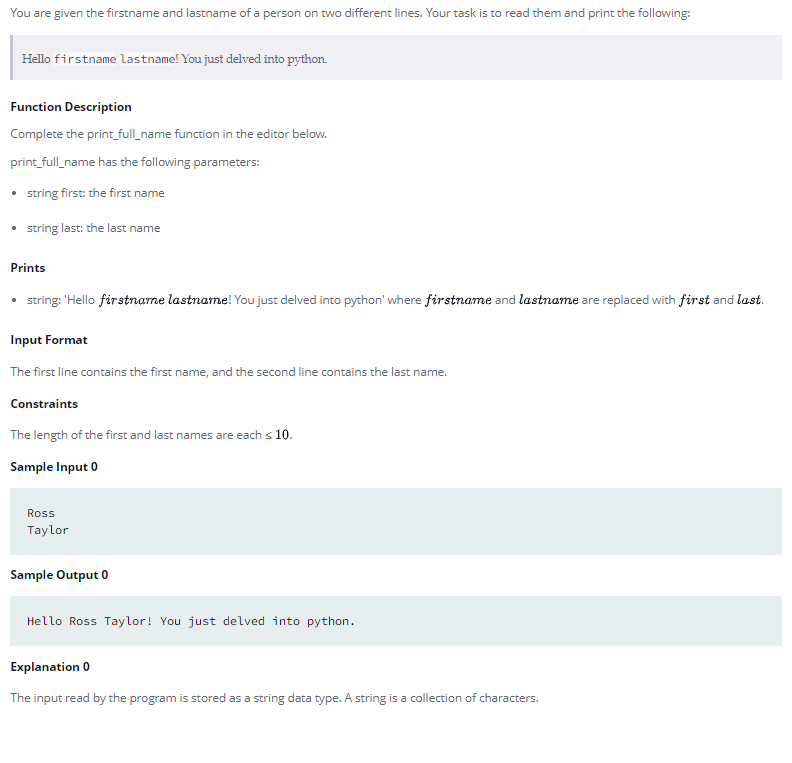 You are given the firstname and lastname of a person on two different lines. Your task is to read them and print the following:
Hello firstname lastname! You just delved into python.
Function Description
Complete the print_full_name function in the editor below.
print_full_name has the following parameters:
• string first: the first name
• string last: the last name
Prints
• string: 'Hello firstname lastname! You just delved into python' where firstname and lastname are replaced with first and last.
Input Format
The first line contains the first name, and the second line contains the last name.
Constraints
The length of the first and last names are each ≤ 10.
Sample Input 0
Ross
Taylor
Sample Output 0
Hello Ross Taylor! You just delved into python.
Explanation 0
The input read by the program is stored as a string data type. A string is a collection of characters.